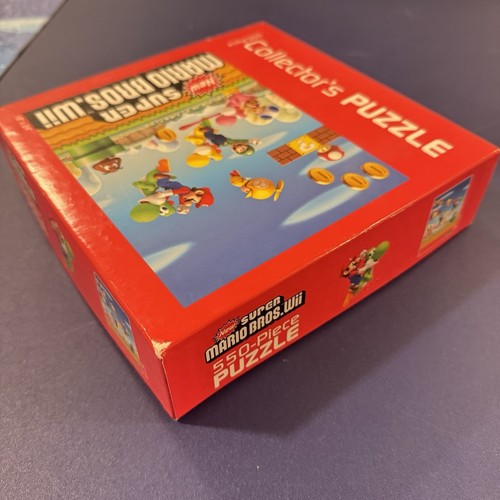 Collector's PUZZLE
New
SUPER
MARIO BROS.Wii
New
SUPER
MARIO BROS.Wii
550-Piece
PUZZLE